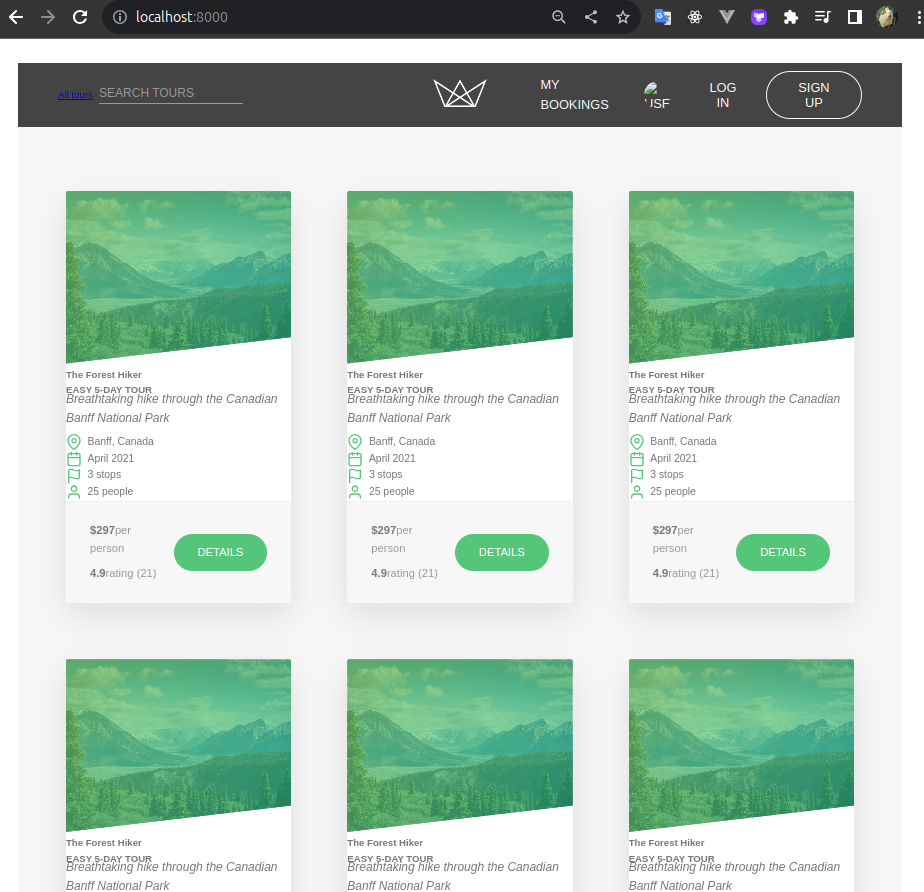 localhost:8000
All tours SEARCH TOURS
MY
BOOKINGS
LOG
IN
SIGN
UP
The Forest Hiker
EASY 5-DAY TOUR
Breathtaking hike through the Canadian
Banff National Park
Banff, Canada
April 2021
3 stops
25 people
$297per
person
4.9rating (21)
DETAILS
The Forest Hiker
EASY 5-DAY TOUR
Breathtaking hike through the Canadian
Banff National Park
Banff, Canada
April 2021
3 stops
25 people
$297per
person
4.9rating (21)
DETAILS
The Forest Hiker
EASY 5-DAY TOUR
Breathtaking hike through the Canadian
Banff National Park
Banff, Canada
April 2021
3 stops
25 people
$297per
person
4.9rating (21)
DETAILS
The Forest Hiker
EASY 5-DAY TOUR
Breathtaking hike through the Canadian
Banff National Park
The Forest Hiker
EASY 5-DAY TOUR
Breathtaking hike through the Canadian
Banff National Park
The Forest Hiker
EASY 5-DAY TOUR
Breathtaking hike through the Canadian
Banff National Park